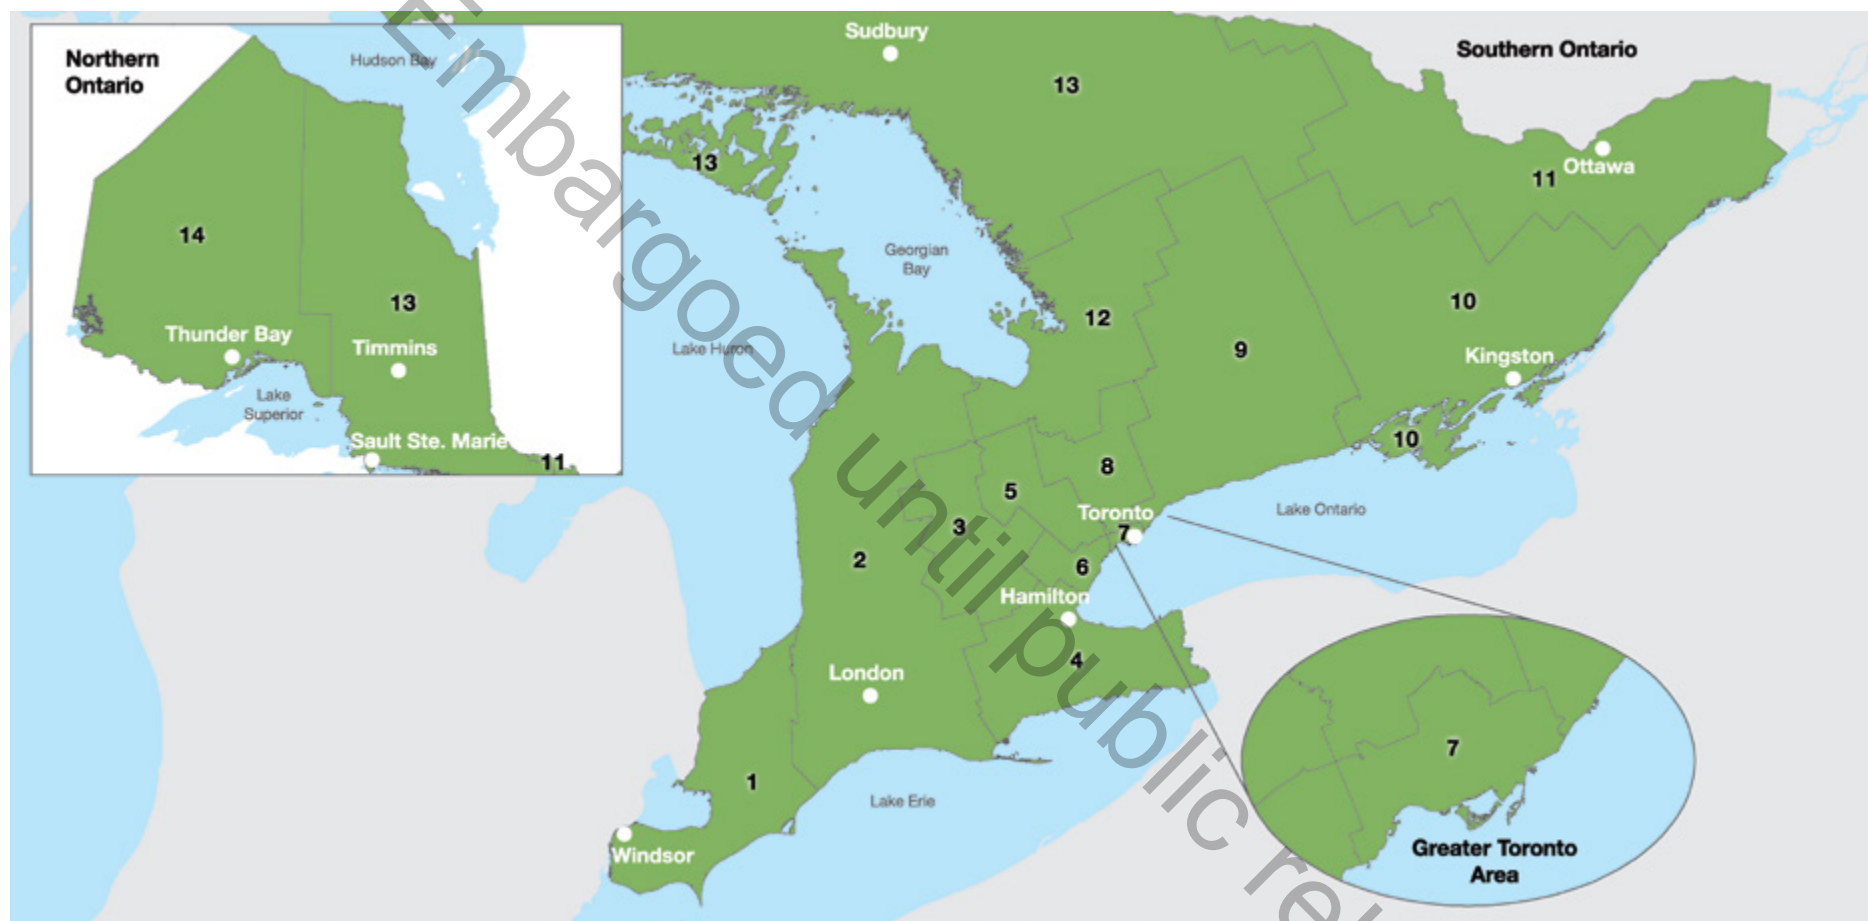 Northern
Ontario
Hudson Bay
14
13
Thunder Bay
Timmins
Lake
Superior
Sault Ste. Marie
11
Sudbury
13
Southern Ontario
13
Ottawa
11
Georgian
Bay
10
12
Lake Huron
9
Kingston
10
8
5
Toronto
7
Lake Ontario
3
2
6
Hamilton
4
London
1
Lake Erie
Windsor
7
Greater Toronto
Area
Embargoed until public